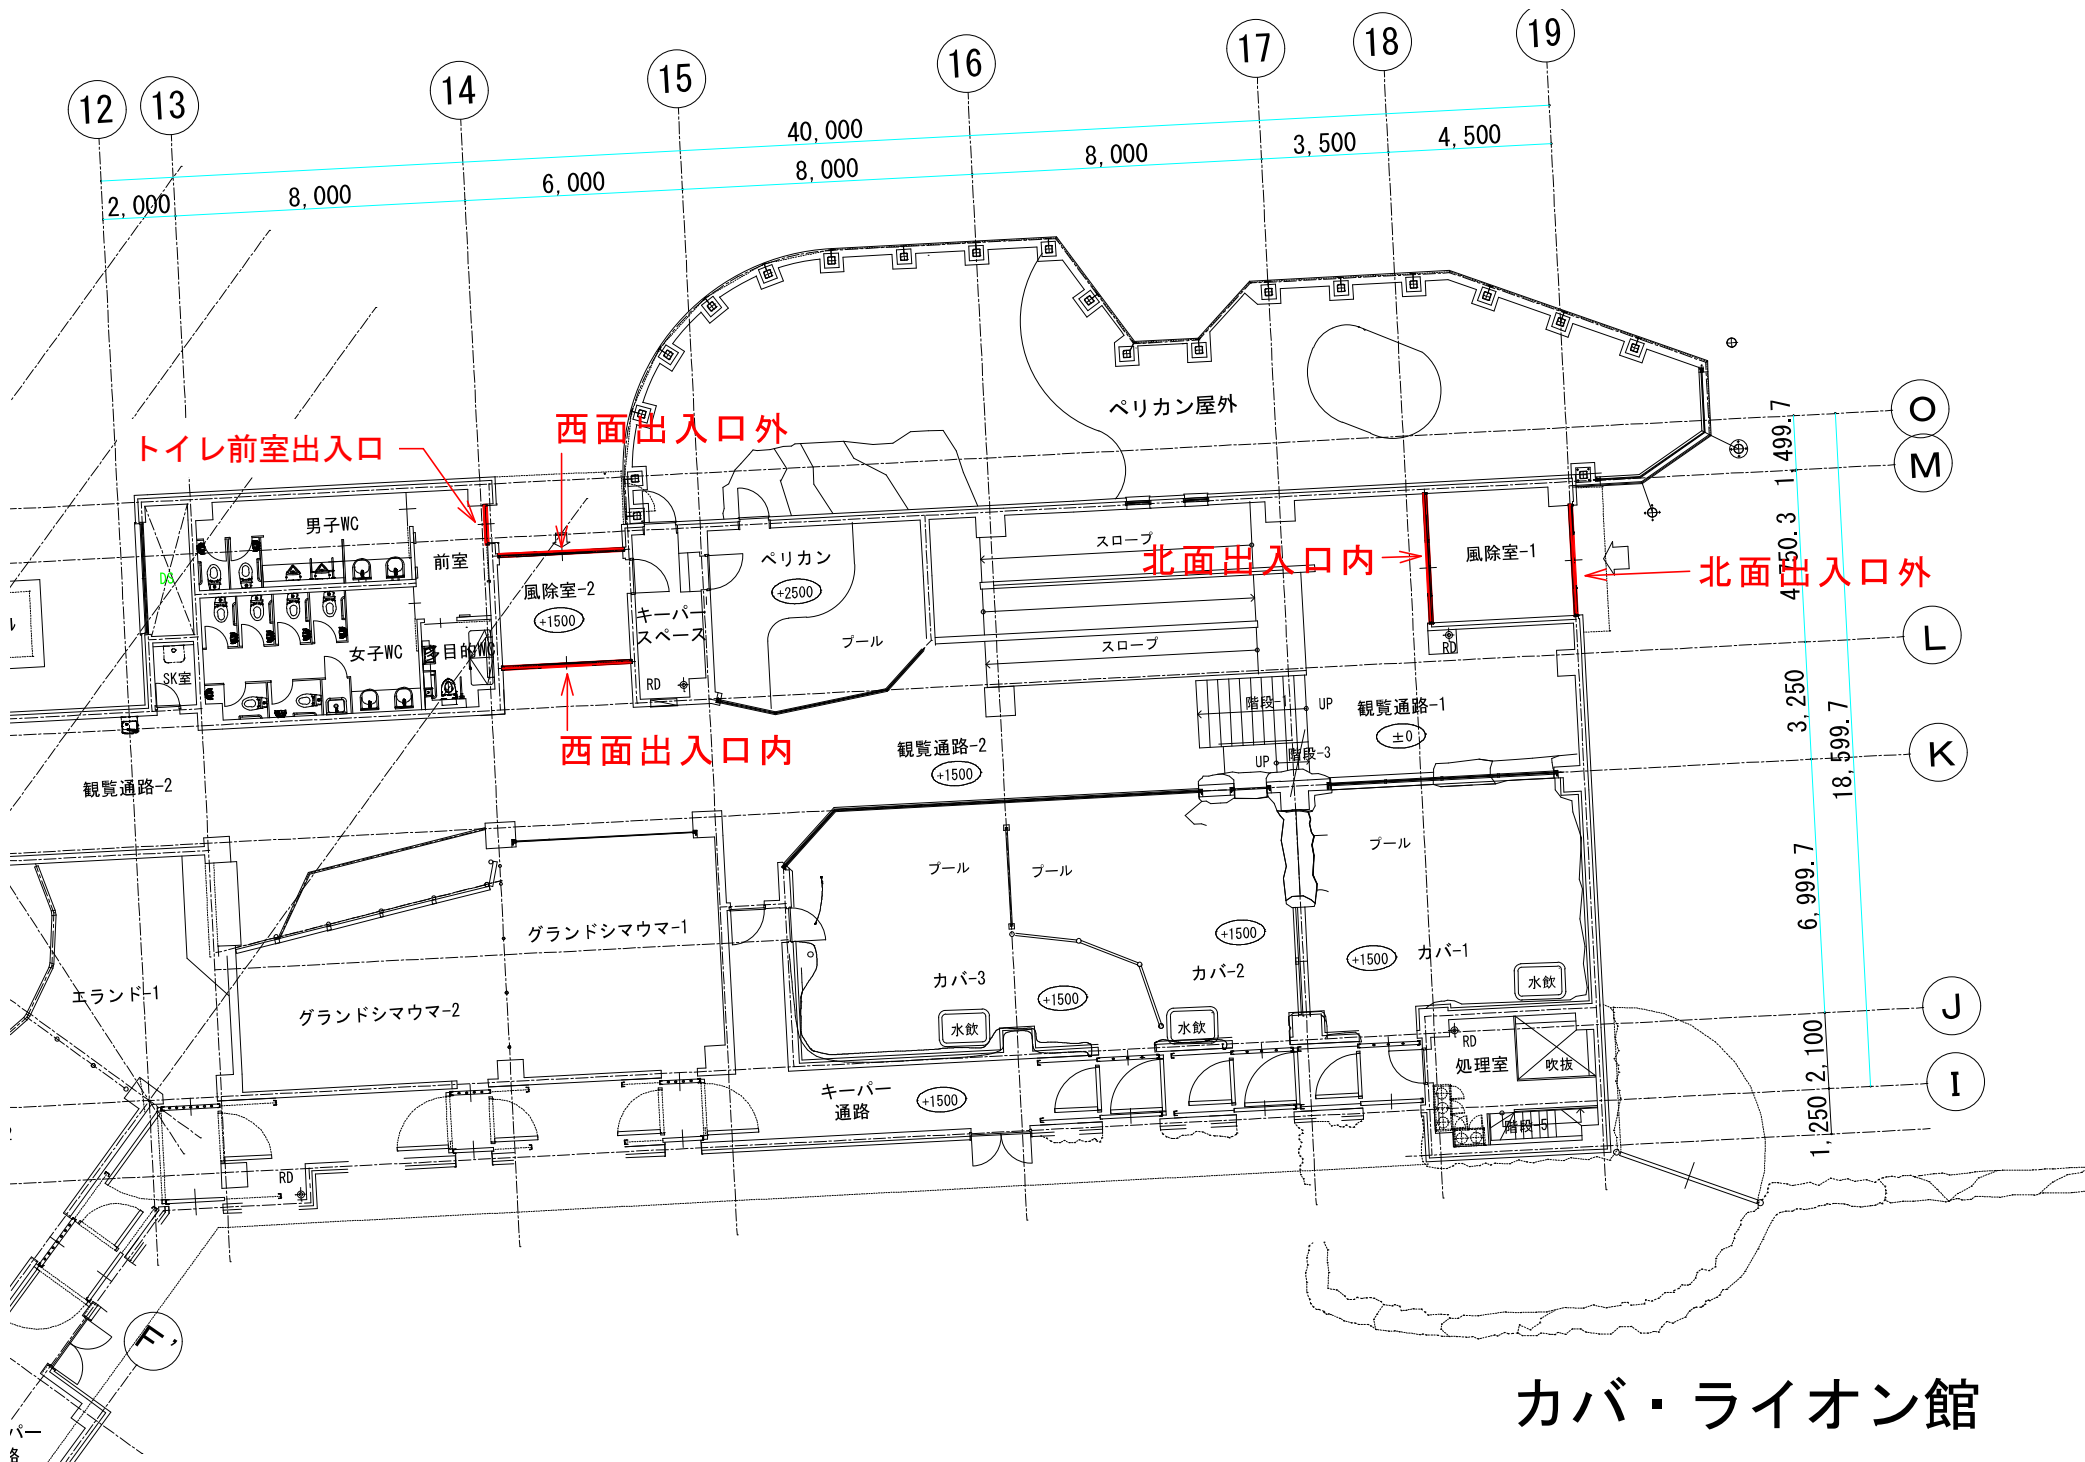 12
13
14
15
16
17
18
19
40,000
2,000
8,000
6,000
8,000
8,000
3,500
4,500
O
M
L
K
J
I
F'
1,499.7
4750.3
3,250
18,599.7
6,999.7
2,100
1,250
トイレ前室出入口
西面出入口外
西面出入口内
北面出入口内
北面出入口外
ペリカン屋外
男子WC
前室
DS
風除室-2
+1500
女子WC
多目的WC
SK室
キーパー
スペース
RD
ペリカン
+2500
プール
スロープ
スロープ
風除室-1
RD
階段-1
UP
観覧通路-1
±0
UP
階段-3
観覧通路-2
+1500
観覧通路-2
プール
プール
プール
グランドシマウマ-1
グランドシマウマ-2
エランド-1
カバ-3
+1500
カバ-2
+1500
カバ-1
+1500
水飲
水飲
水飲
RD
処理室
吹抜
階段-5
キーパー
通路
+1500
RD
カバ・ライオン館